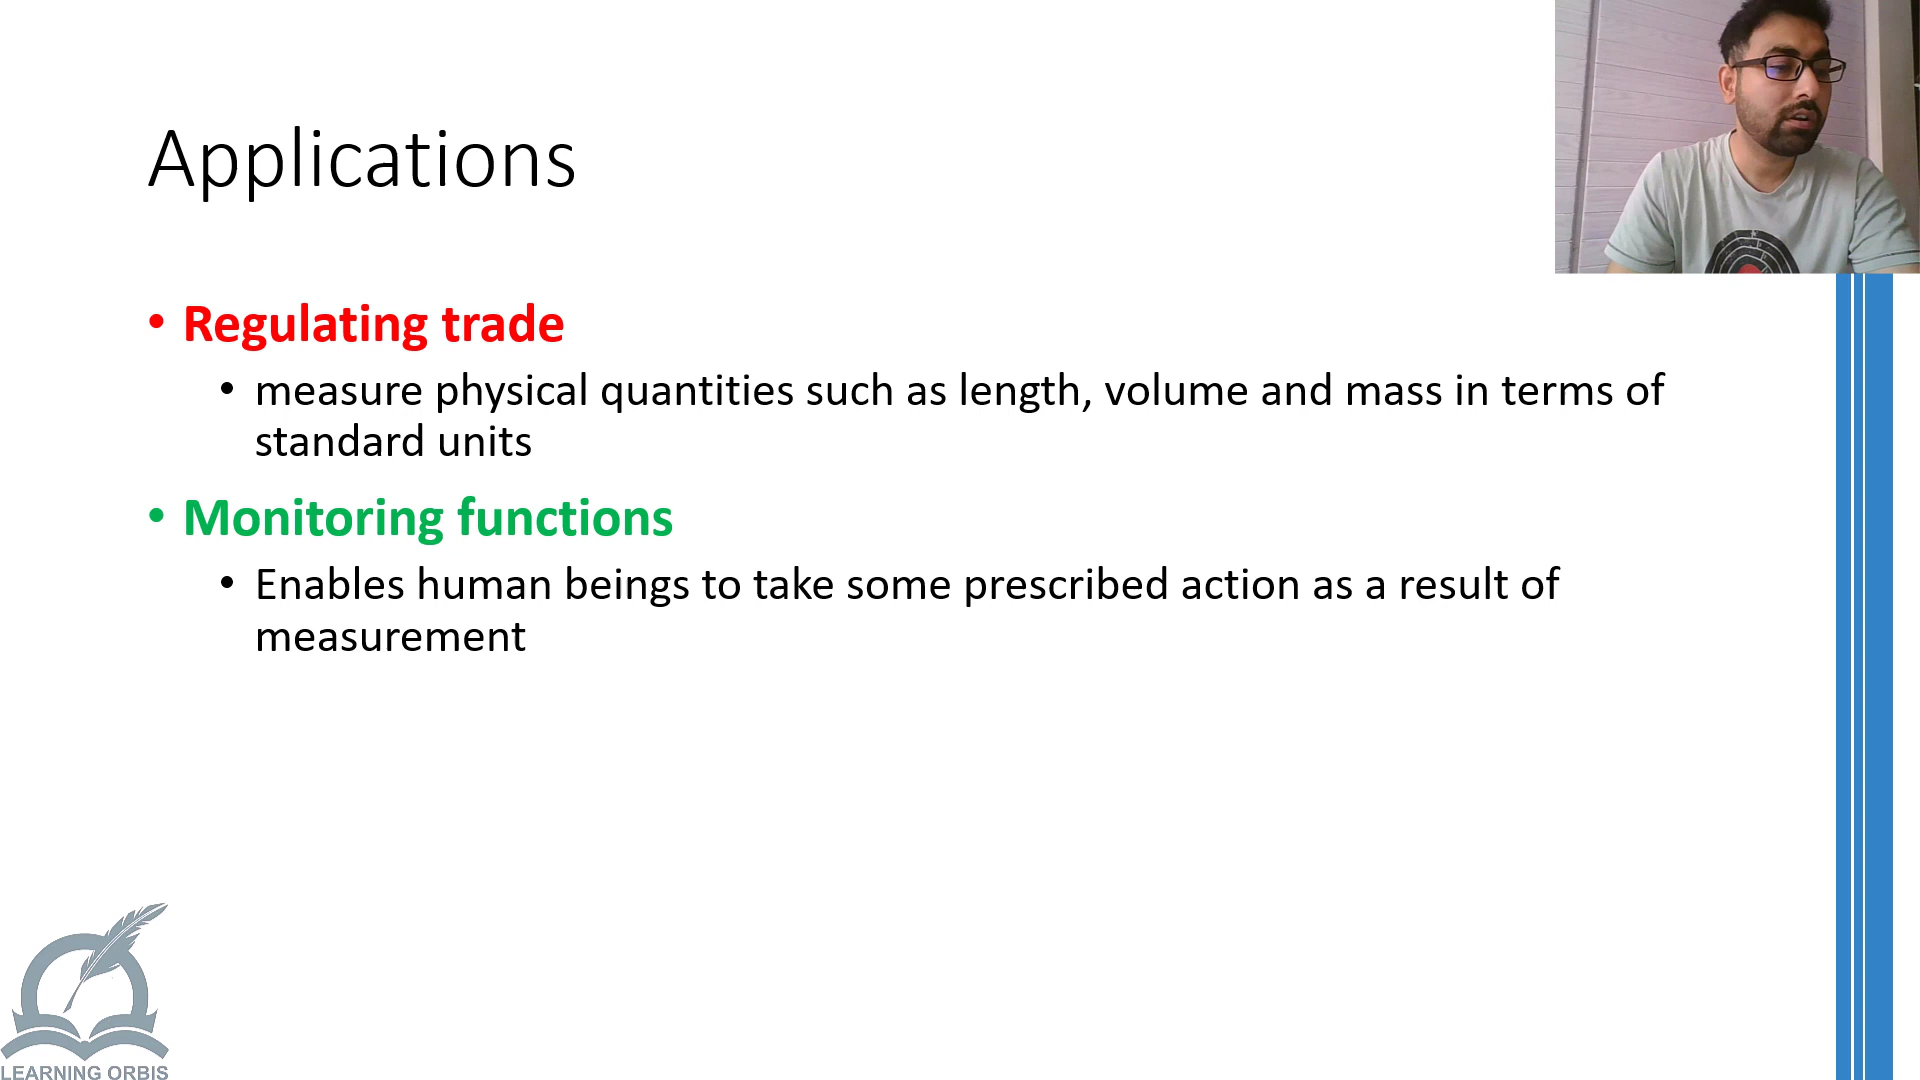 Applications
• Regulating trade
• measure physical quantities such as length, volume and mass in terms of
standard units
• Monitoring functions
• Enables human beings to take some prescribed action as a result of
measurement
LEARNING ORBIS